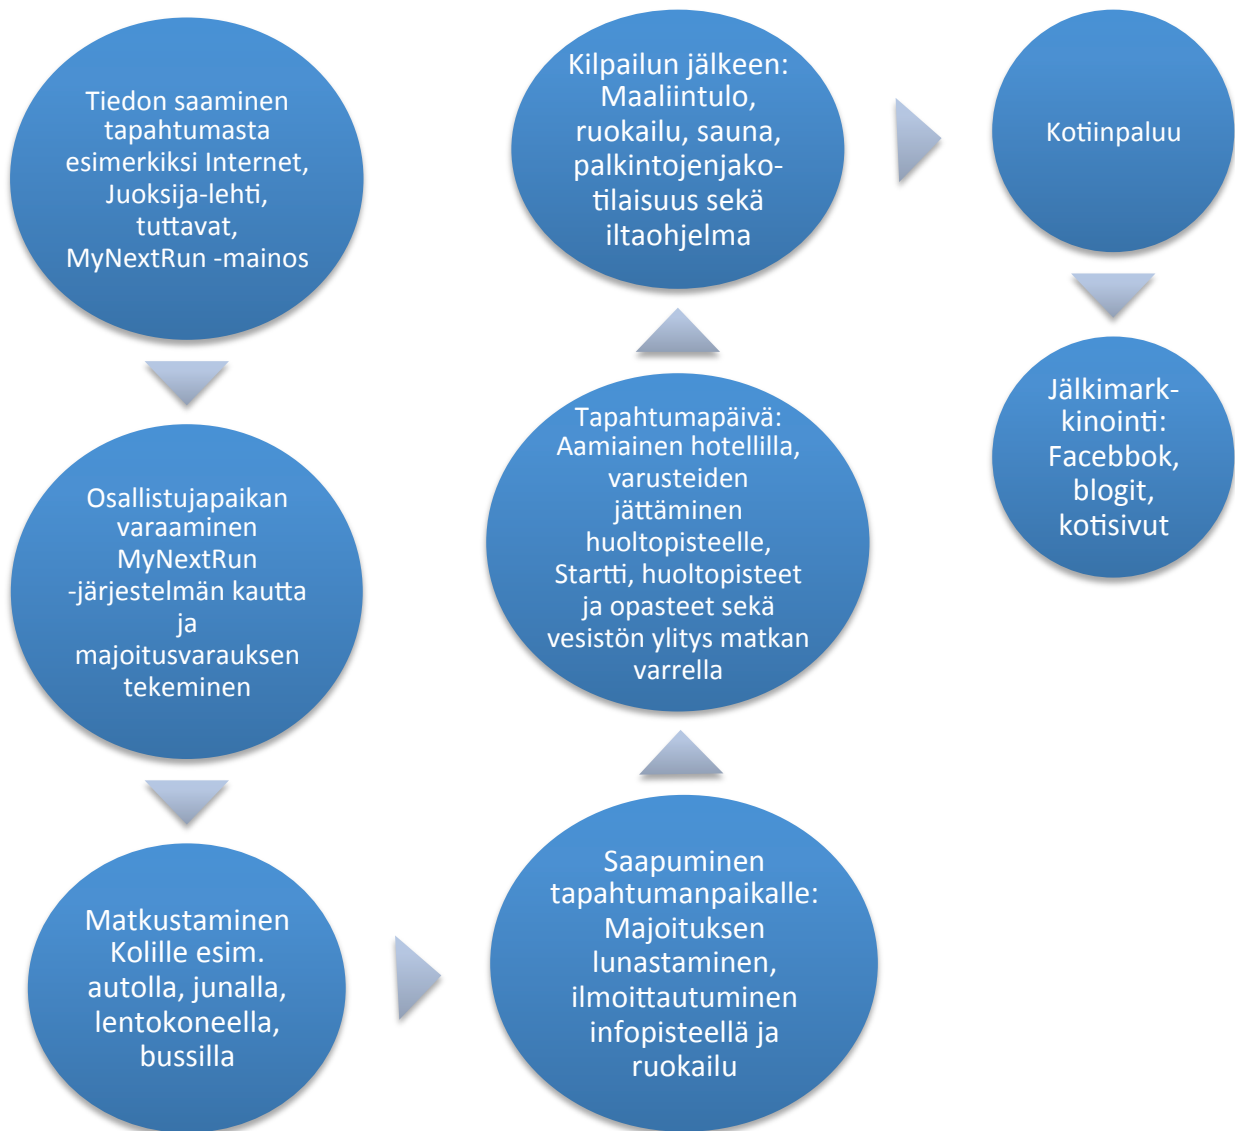 Tiedon saaminen
tapahtumasta
esimerkiksi Internet,
Juoksija-lehti,
tuttavat,
MyNextRun -mainos
Osallistujapaikan
varaaminen
MyNextRun
-järjestelmän kautta
ja
majoitusvarauksen
tekeminen
Matkustaminen
Kolille esim.
autolla, junalla,
lentokoneella,
bussilla
Saapuminen
tapahtumanpaikalle:
Majoituksen
lunastaminen,
ilmoittautuminen
infopisteellä ja
ruokailu
Tapahtumapäivä:
Aamiainen hotellilla,
varusteiden
jättäminen
huoltopisteelle,
Startti, huoltopisteet
ja opasteet sekä
vesistön ylitys matkan
varrella
Kilpailun jälkeen:
Maaliintulo,
ruokailu, sauna,
palkintojenjako-
tilaisuus sekä
iltaohjelma
Kotiinpaluu
Jälkimark-
kinointi:
Facebbok,
blogit,
kotisivut